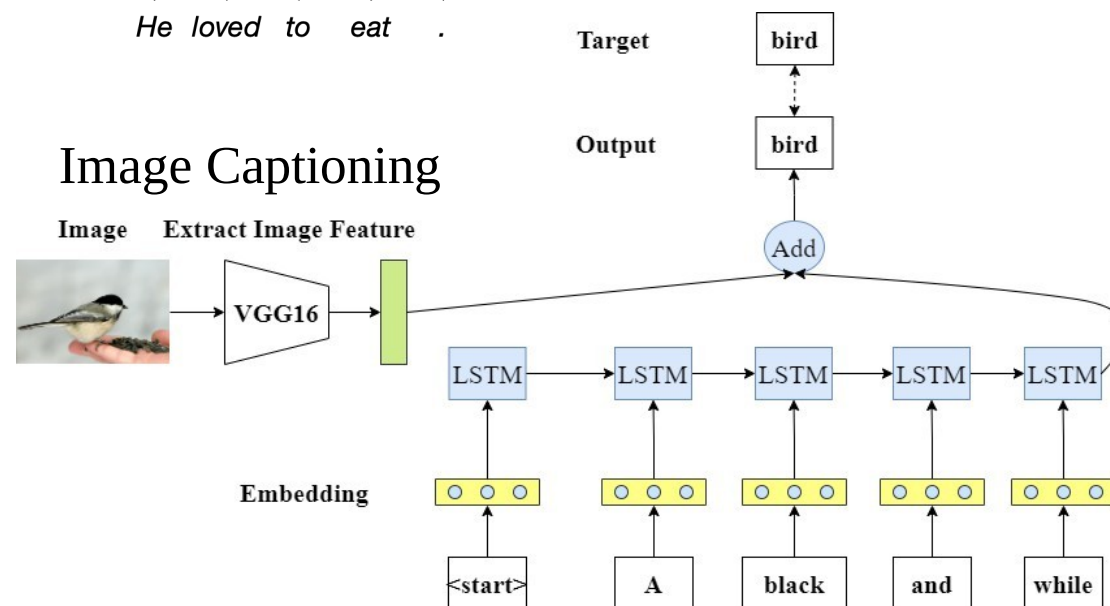 He loved to eat .
Target
bird
Output
bird
Image Captioning
Image Extract Image Feature
Add
VGG16
LSTM LSTM LSTM LSTM LSTM
Embedding
<start> A black and while